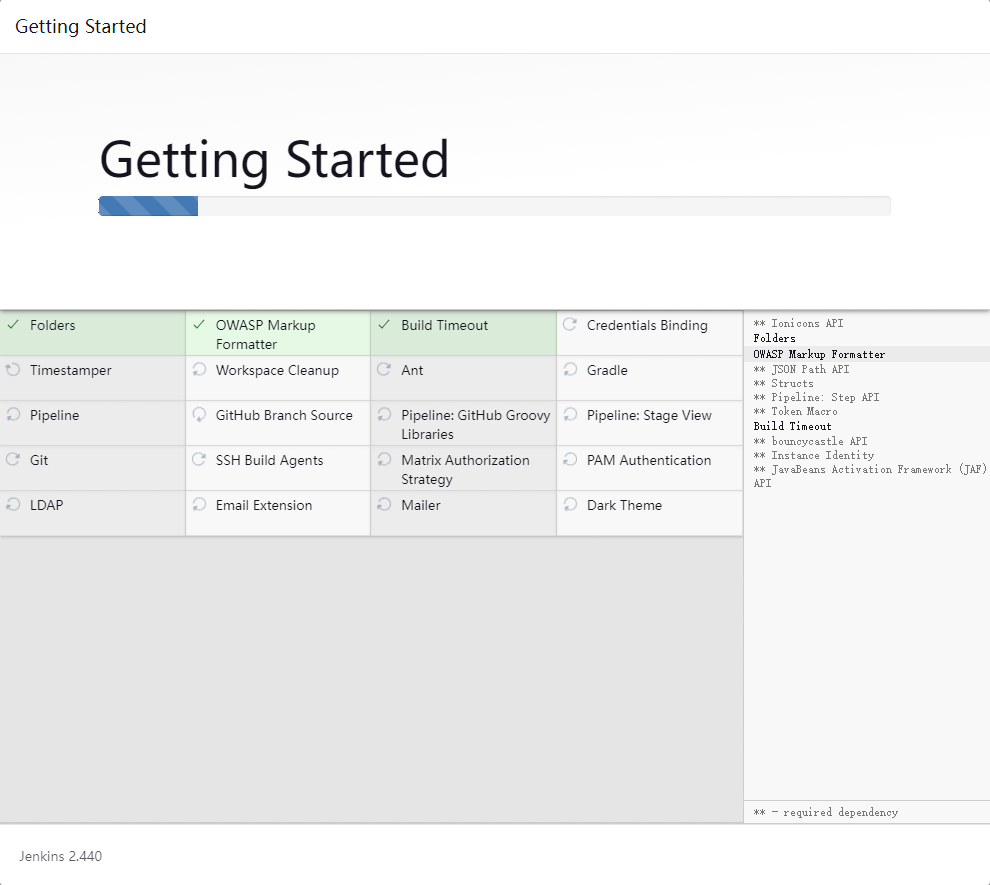 Getting Started
Getting Started
Folders
OWASP Markup
Formatter
Build Timeout
Credentials Binding
Timestamper
Workspace Cleanup
Ant
Gradle
Pipeline
GitHub Branch Source
Pipeline: GitHub Groovy
Libraries
Pipeline: Stage View
Git
SSH Build Agents
Matrix Authorization
Strategy
PAM Authentication
LDAP
Email Extension
Mailer
Dark Theme
** Ionicons API
Folders
OWASP Markup Formatter
** JSON Path API
** Structs
** Pipeline: Step API
** Token Macro
Build Timeout
** bouncycastle API
** Instance Identity
** JavaBeans Activation Framework (JAF)
API
** - required dependency
Jenkins 2.440